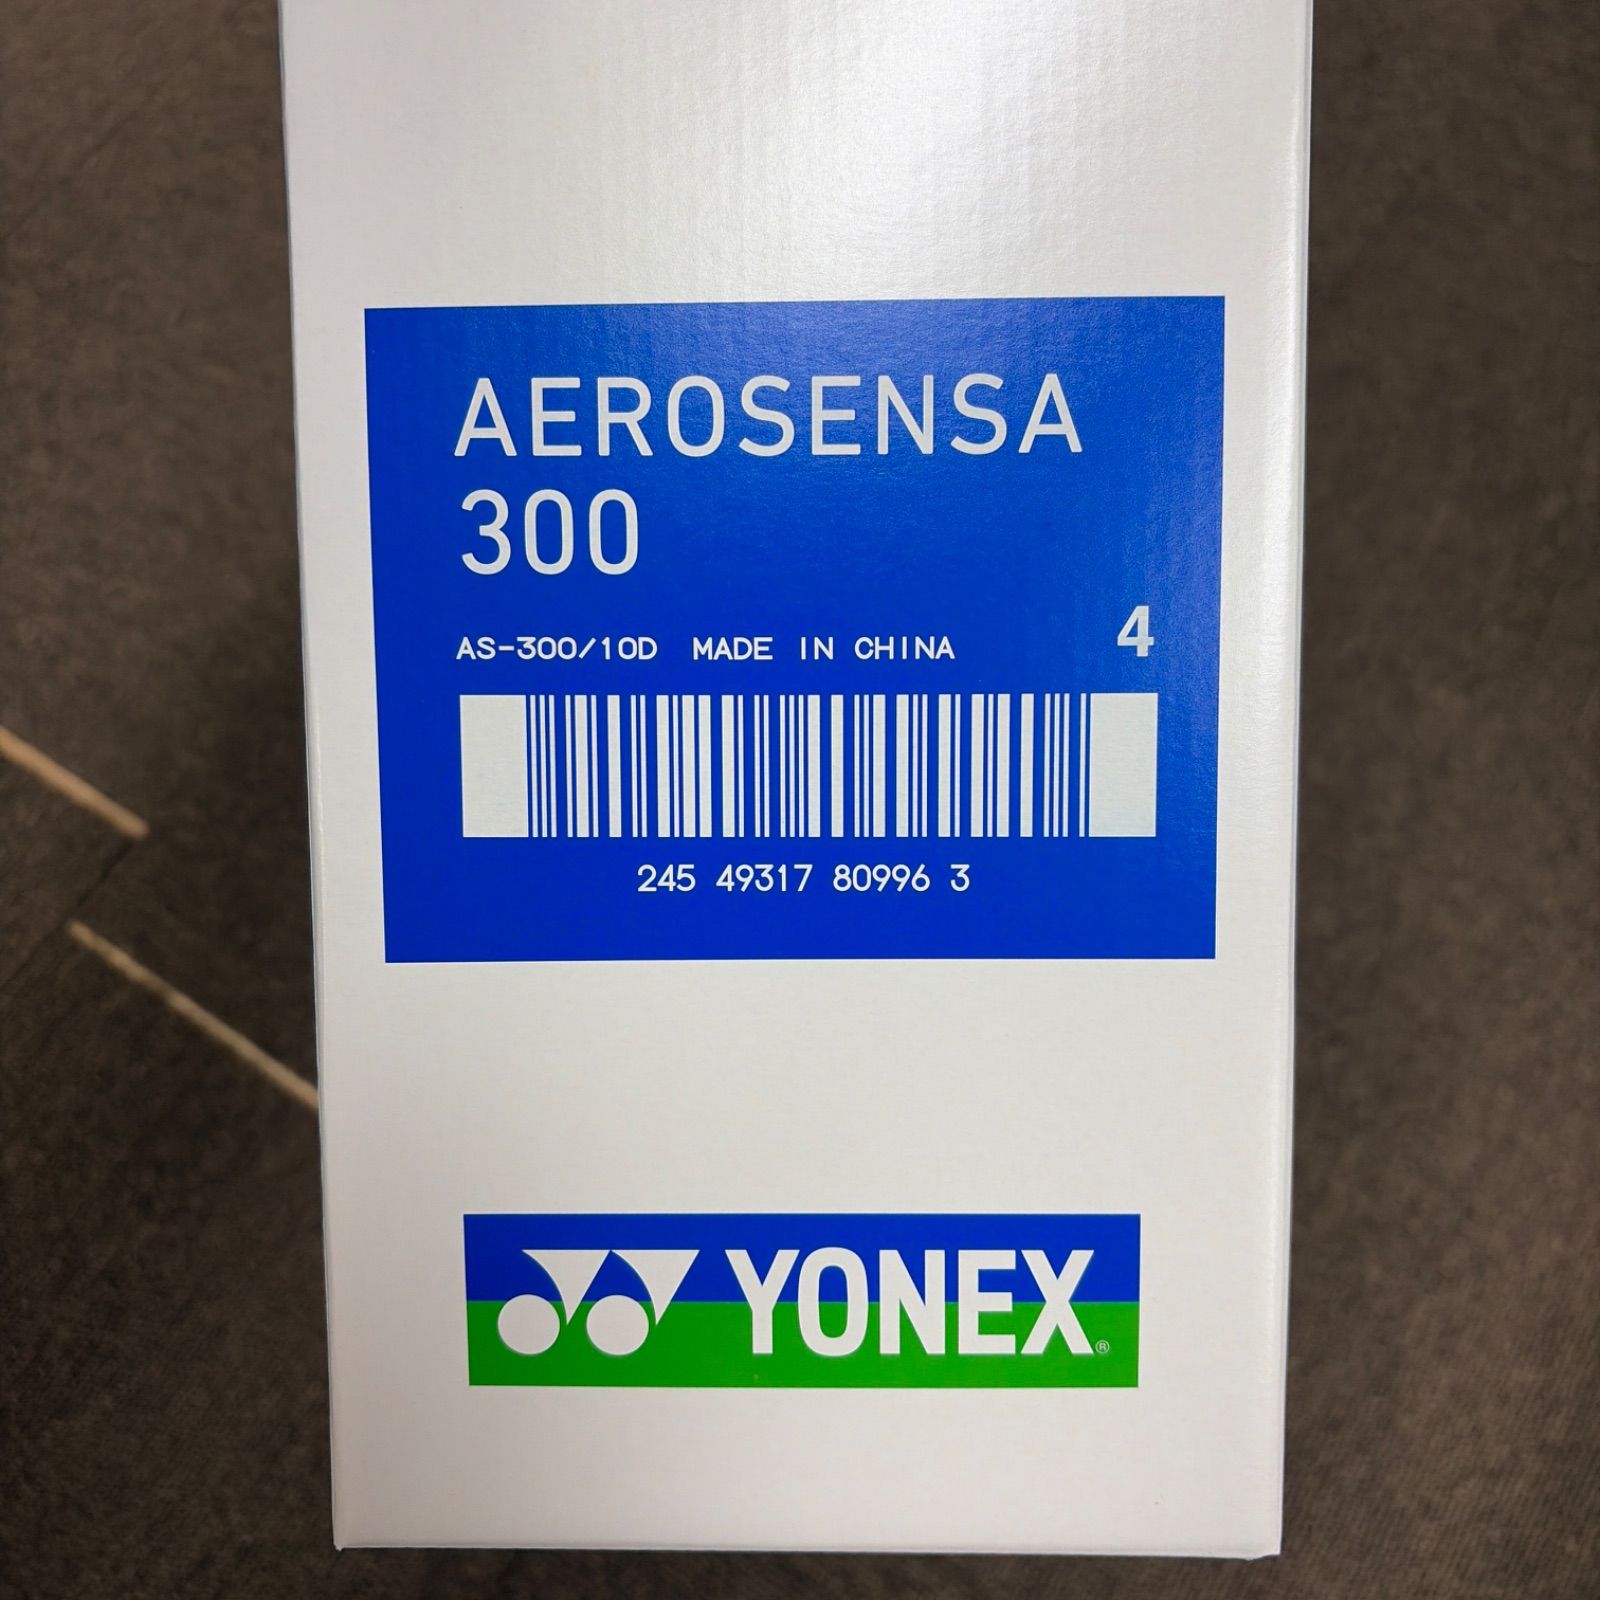 AEROSENSA
300
AS-300/10D MADE IN CHINA 4
245 49317 80996 3
YONEX®